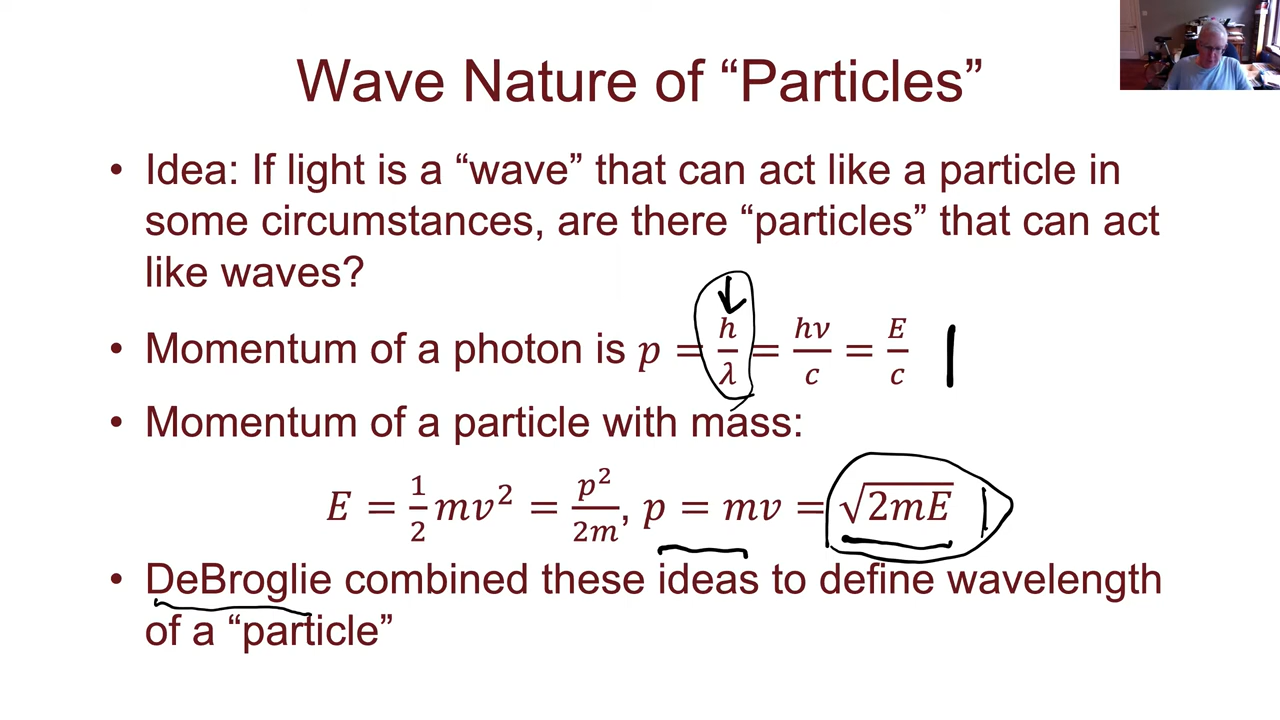 Wave Nature of “Particles”
• Idea: If light is a “wave” that can act like a particle in
some circumstances, are there “particles” that can act
like waves?
• Momentum of a photon is p = h/λ = hν/c = E/c
• Momentum of a particle with mass:
E = 1/2 mv² = p²/2m, p = mv = √2mE
• DeBroglie combined these ideas to define wavelength
of a “particle”